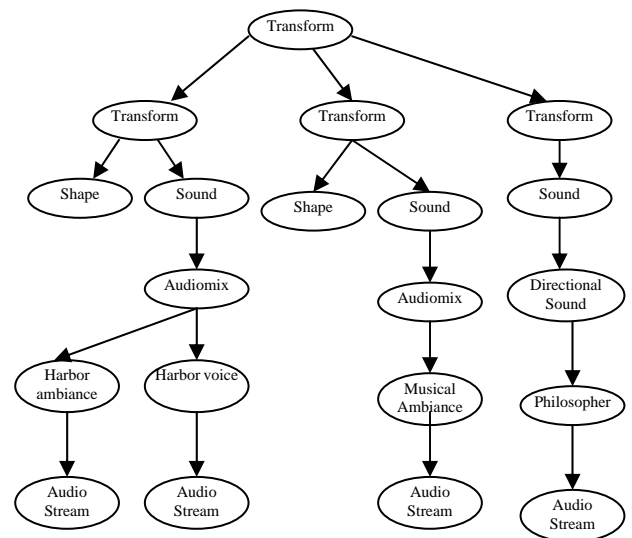 Transform
Transform
Transform
Transform
Shape
Sound
Shape
Sound
Sound
Audiomix
Audiomix
Directional
Sound
Harbor
ambiance
Harbor voice
Musical
Ambiance
Philosopher
Audio
Stream
Audio
Stream
Audio
Stream
Audio
Stream